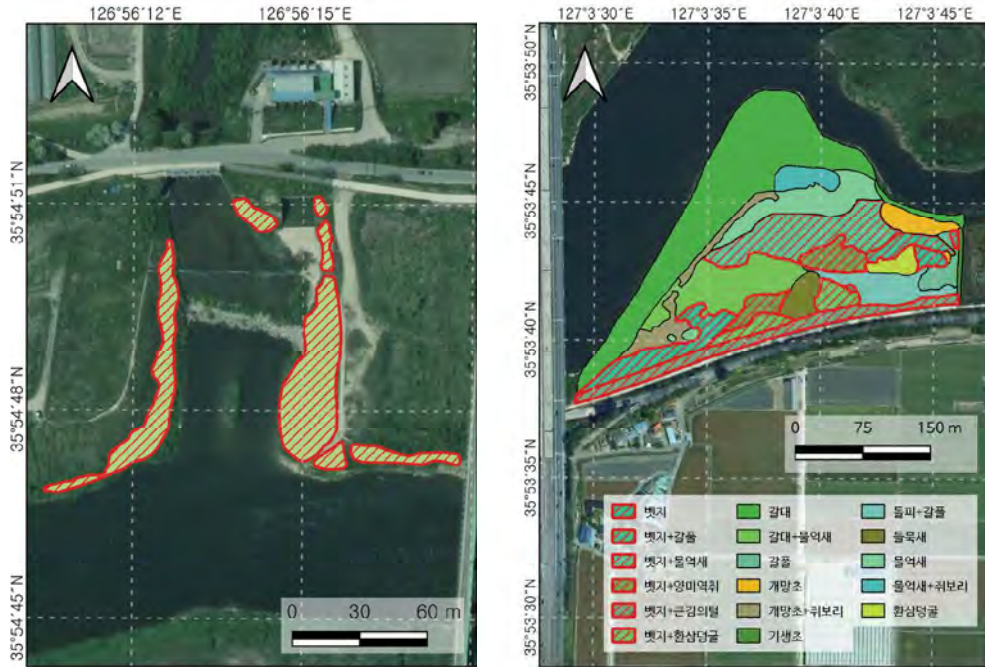 126°56'12"E 126°56'15"E
35°54'51"N
35°54'48"N
35°54'45"N
0 30 60 m
127°3'30"E 127°3'35"E 127°3'40"E 127°3'45"E
35°53'50"N
35°53'45"N
35°53'40"N
35°53'35"N
35°53'30"N
0 75 150 m
벳지 갈대 돌피+갈풀
벳지+갈풀 갈대+물억새 들묵새
벳지+물억새 갈풀 물억새
벳지+양미역취 개망초 물억새+쥐보리
벳지+큰김의털 개망초+쥐보리 환삼덩굴
벳지+환삼덩굴 기생초